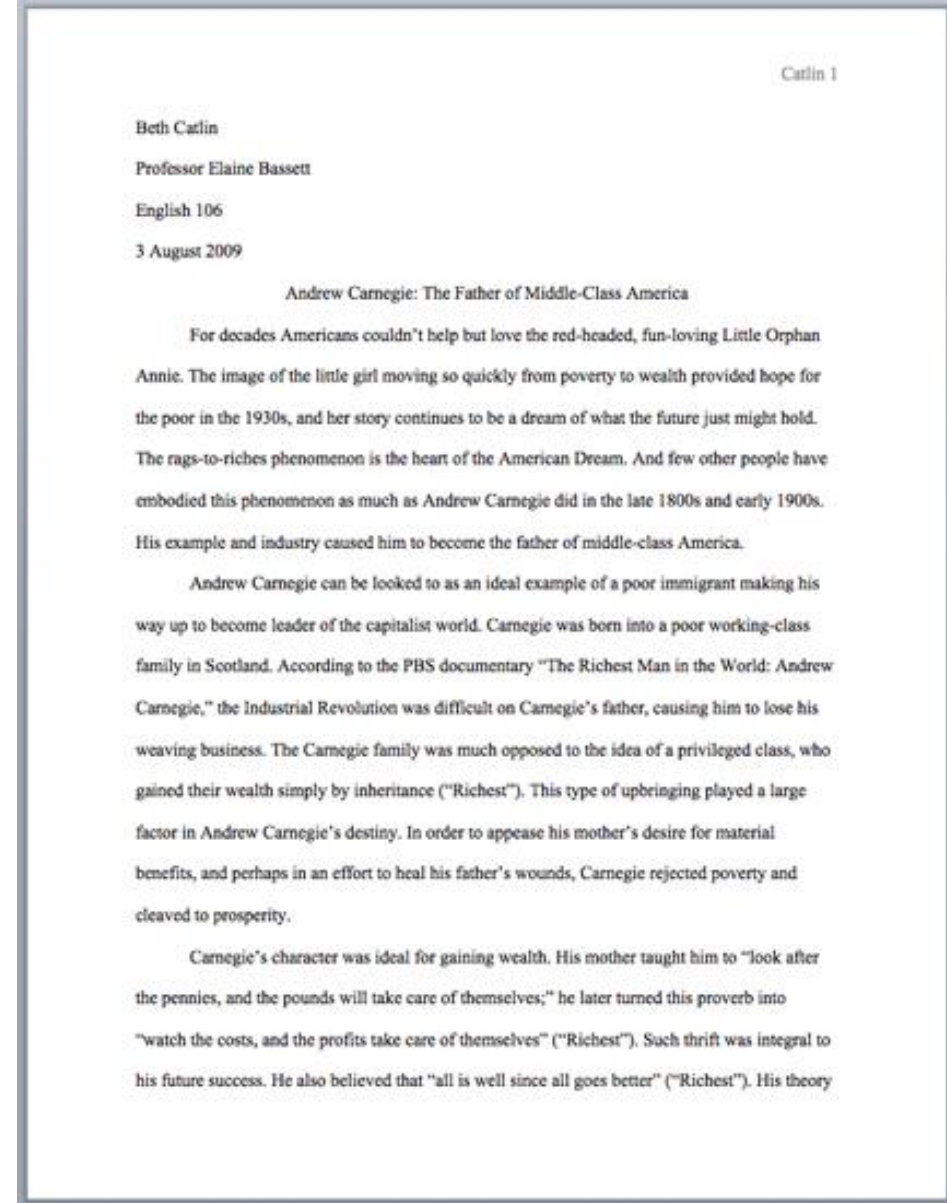 Catlin 1
Beth Catlin
Professor Elaine Bassett
English 106
3 August 2009
Andrew Carnegie: The Father of Middle-Class America
For decades Americans couldn't help but love the red-headed, fun-loving Little Orphan
Annie. The image of the little girl moving so quickly from poverty to wealth provided hope for
the poor in the 1930s, and her story continues to be a dream of what the future just might hold.
The rags-to-riches phenomenon is the heart of the American Dream. And few other people have
embodied this phenomenon as much as Andrew Carnegie did in the late 1800s and early 1900s.
His example and industry caused him to become the father of middle-class America.
Andrew Carnegie can be looked to as an ideal example of a poor immigrant making his
way up to become leader of the capitalist world. Carnegie was born into a poor working-class
family in Scotland. According to the PBS documentary “The Richest Man in the World: Andrew
Carnegie,” the Industrial Revolution was difficult on Carnegie’s father, causing him to lose his
weaving business. The Carnegie family was much opposed to the idea of a privileged class, who
gained their wealth simply by inheritance (“Richest”). This type of upbringing played a large
factor in Andrew Carnegie’s destiny. In order to appease his mother’s desire for material
benefits, and perhaps in an effort to heal his father’s wounds, Carnegie rejected poverty and
cleaved to prosperity.
Carnegie’s character was ideal for gaining wealth. His mother taught him to “look after
the pennies, and the pounds will take care of themselves;” he later turned this proverb into
“watch the costs, and the profits take care of themselves” (“Richest”). Such thrift was integral to
his future success. He also believed that “all is well since all goes better” (“Richest”). His theory